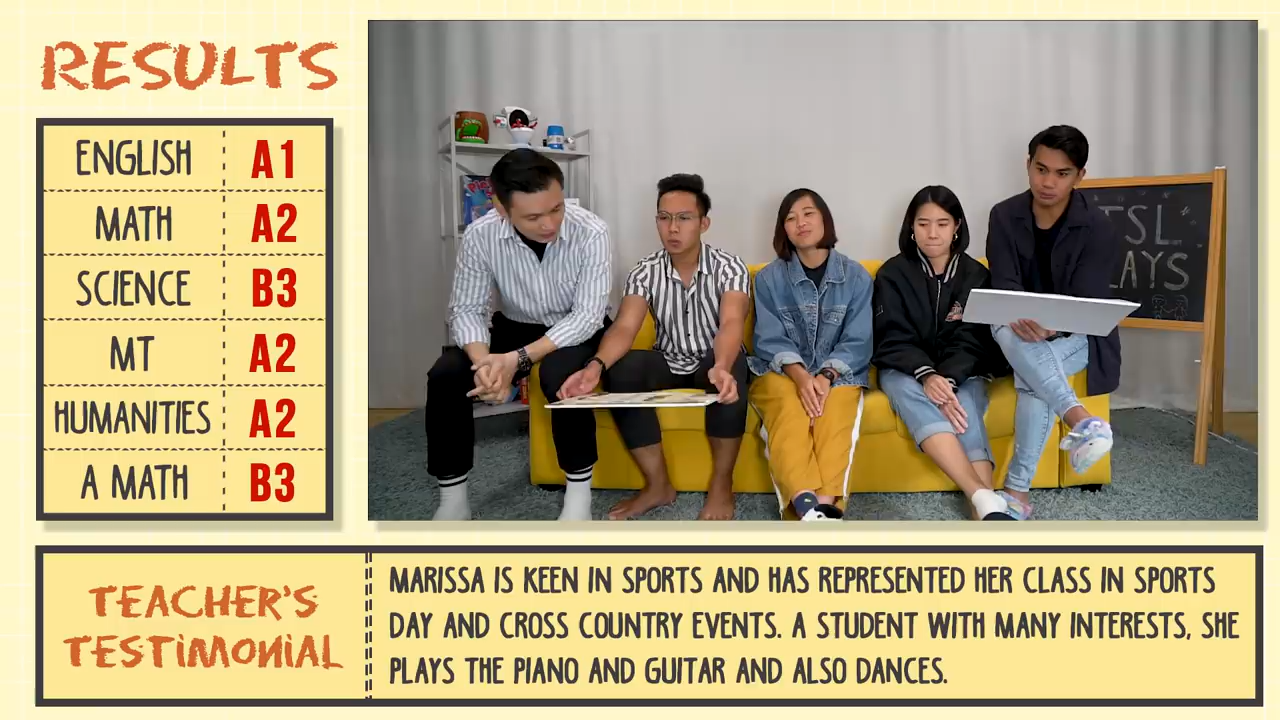 RESULTS
ENGLISH A1
MATH A2
SCIENCE B3
MT A2
HUMANITIES A2
A MATH B3
TSL
TEACHER'S
TESTIMONIAL
MARISSA IS KEEN IN SPORTS AND HAS REPRESENTED HER CLASS IN SPORTS
DAY AND CROSS COUNTRY EVENTS. A STUDENT WITH MANY INTERESTS, SHE
PLAYS THE PIANO AND GUITAR AND ALSO DANCES.